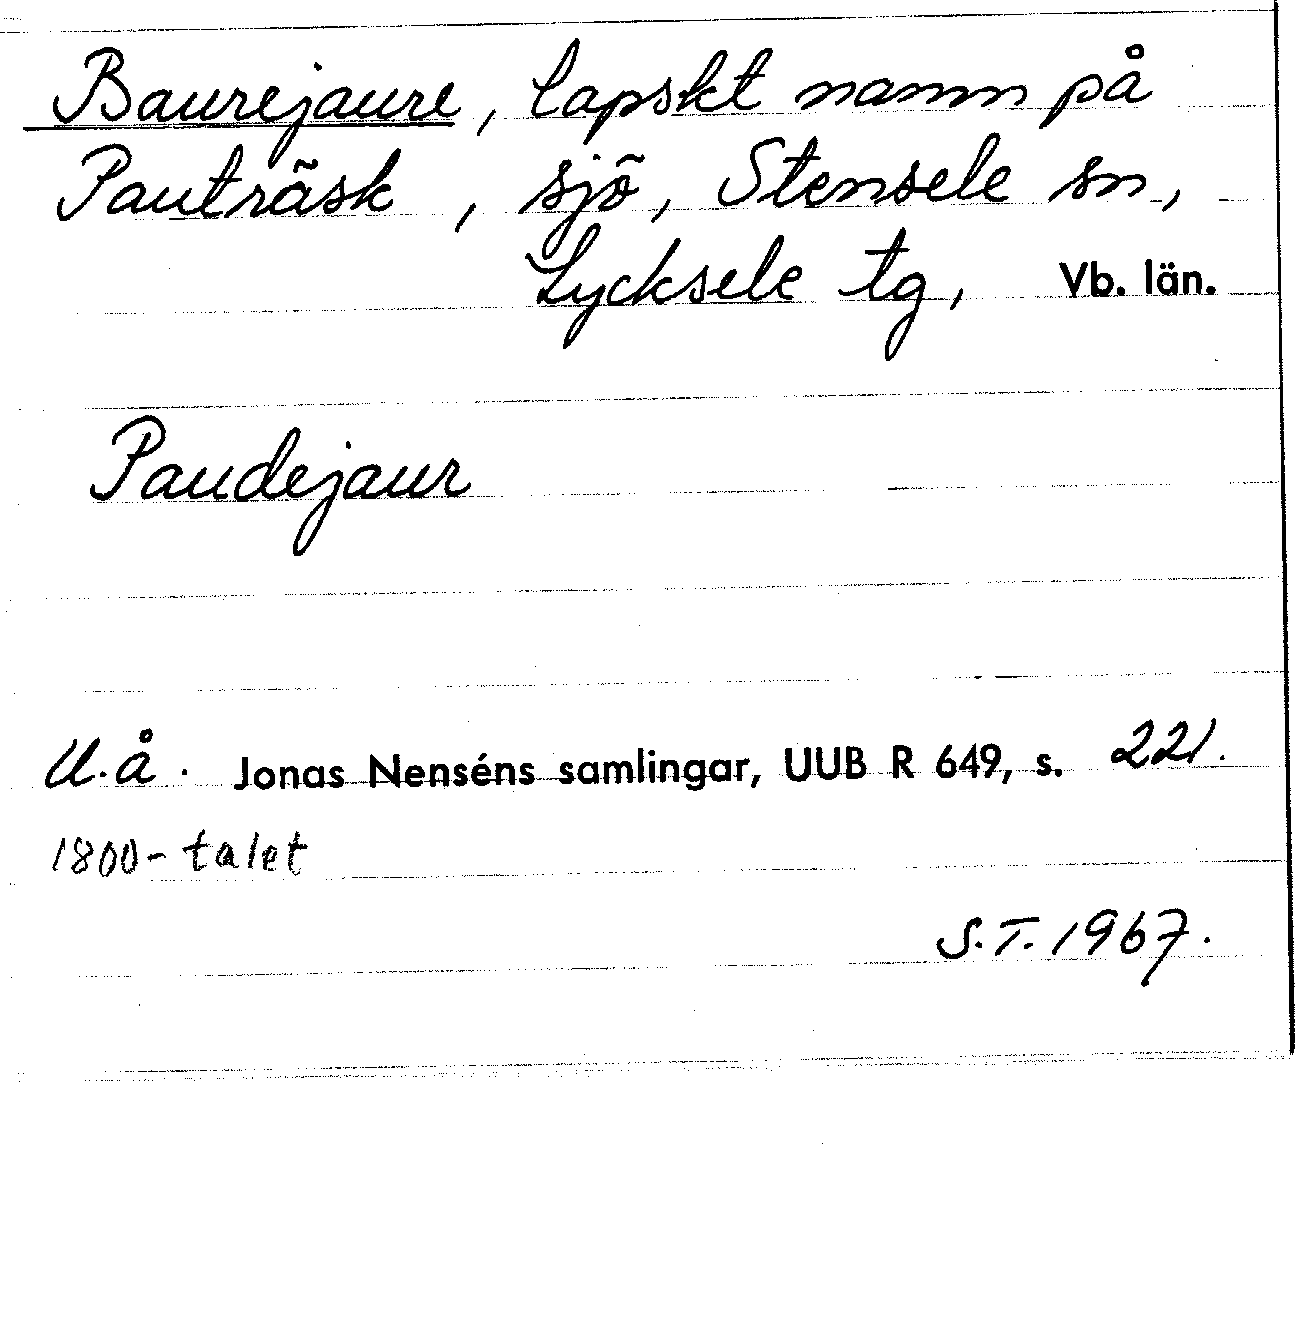 Baurejaure, lapskt namn på
Pauträsk, sjö, Stensele sn,
Lycksele tg, Vb. län.
Paudejaur
U.å. Jonas Nenséns samlingar, UUB R 649, s. 221.
1800-talet
S.T. 1967.